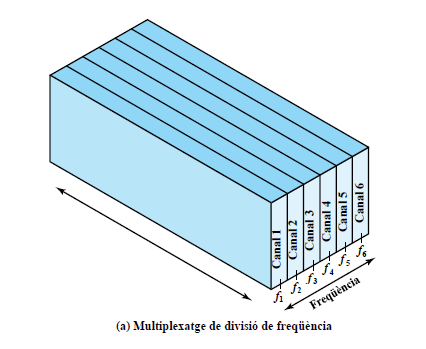 Canal 1
Canal 2
Canal 3
Canal 4
Canal 5
Canal 6
f1
f2
f3
f4
f5
f6
Freqüència
(a) Multiplexatge de divisió de freqüència